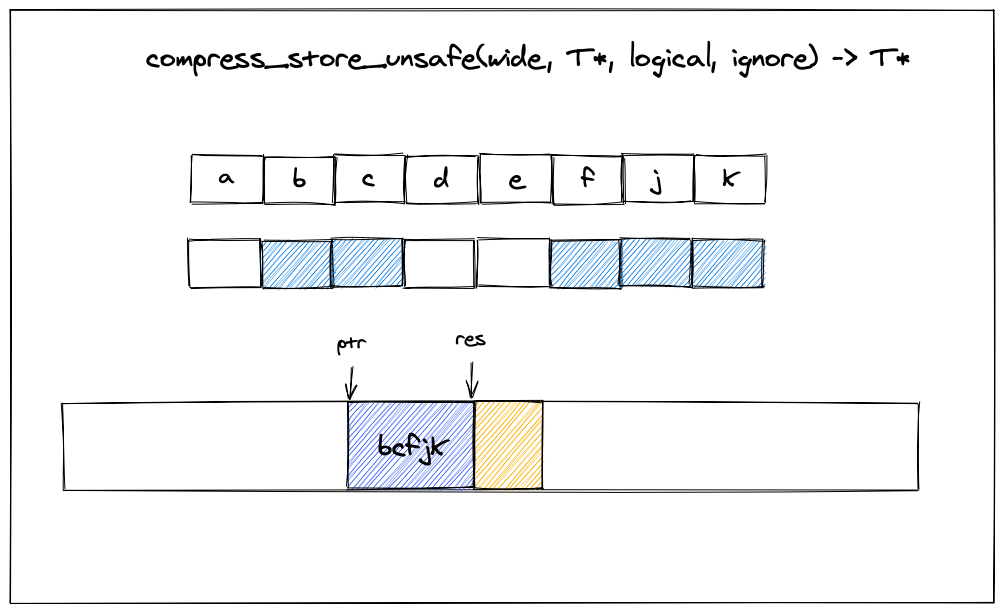 compress_store_unsafe(wide, T*, logical, ignore) -> T*
a b c d e f j k
ptr res
bcfjk